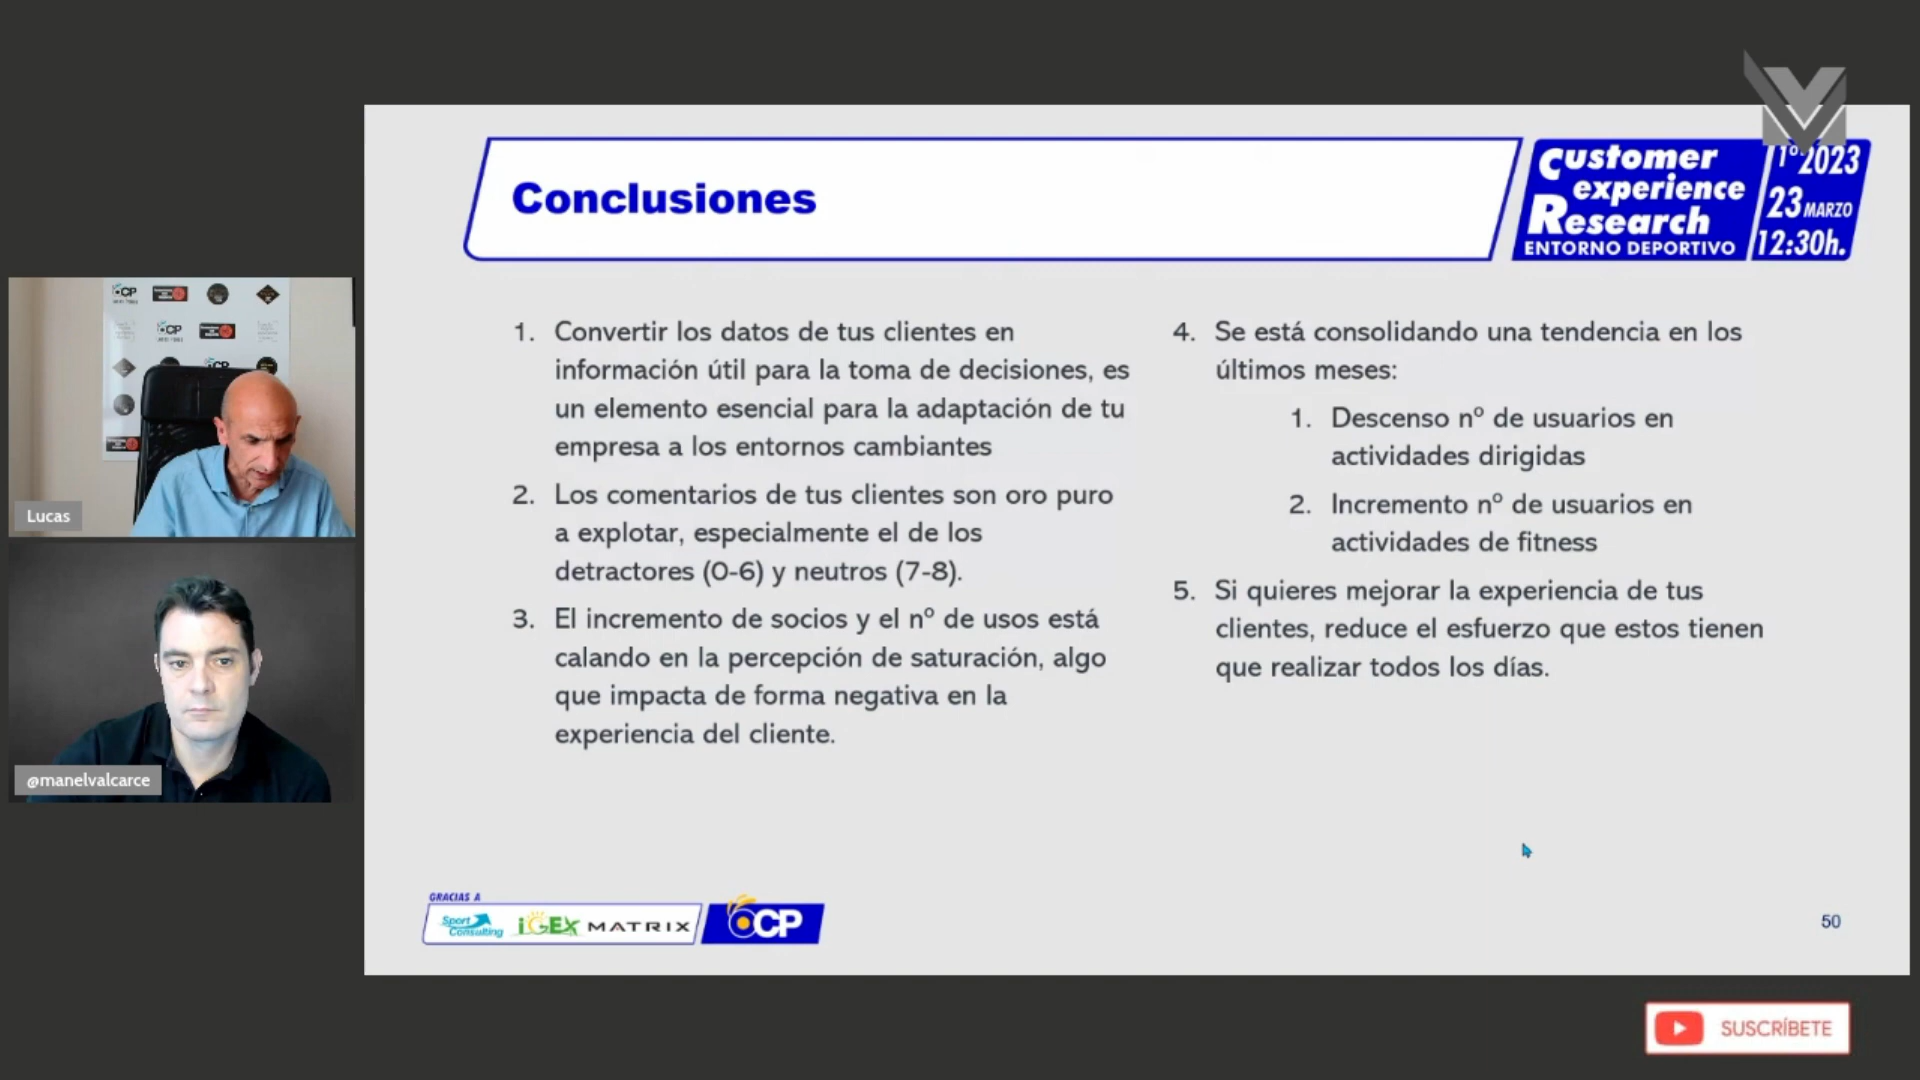 Conclusiones
Customer
experience
Research
ENTORNO DEPORTIVO
1º 2023
23 MARZO
12:30h.
1. Convertir los datos de tus clientes en
información útil para la toma de decisiones, es
un elemento esencial para la adaptación de tu
empresa a los entornos cambiantes
2. Los comentarios de tus clientes son oro puro
a explotar, especialmente el de los
detractores (0-6) y neutros (7-8).
3. El incremento de socios y el nº de usos está
calando en la percepción de saturación, algo
que impacta de forma negativa en la
experiencia del cliente.
4. Se está consolidando una tendencia en los
últimos meses:
1. Descenso nº de usuarios en
actividades dirigidas
2. Incremento nº de usuarios en
actividades de fitness
5. Si quieres mejorar la experiencia de tus
clientes, reduce el esfuerzo que estos tienen
que realizar todos los días.
CP
CP
Lucas
@manelvalcarce
GRACIAS A
Sport
Consulting
iGEX
MATRIX
CP
50
SUSCRÍBETE